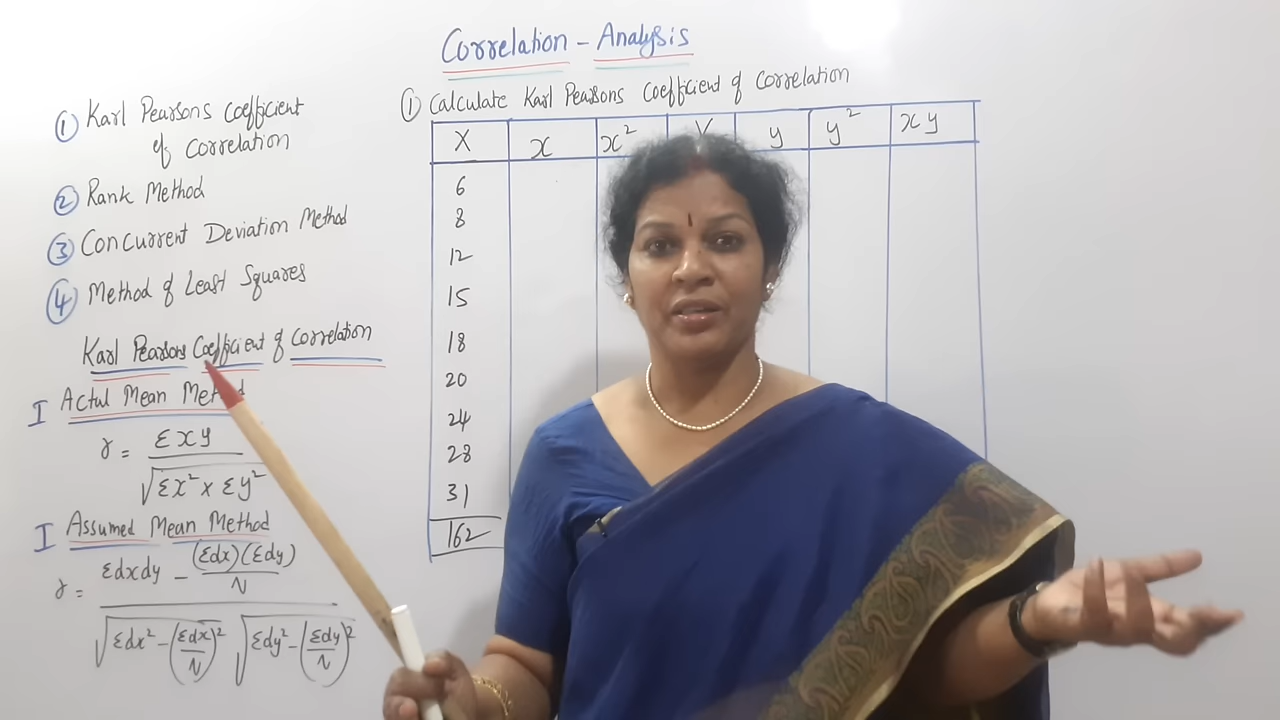 Correlation - Analysis
① Karl Pearsons Coefficient
of Correlation
② Rank Method
③ Concurrent Deviation Method
④ Method of Least Squares
Karl Pearsons Coefficient of Correlation
I Actul Mean Method
r = Σxy / √Σx² × Σy²
I Assumed Mean Method
r = Σdxdy - (Σdx)(Σdy)/N / √Σdx² - (Σdx/N)² √Σdy² - (Σdy/N)²
① Calculate Karl Pearsons Coefficient of Correlation
X x x² y y² xy
6
8
12
15
18
20
24
28
31
162